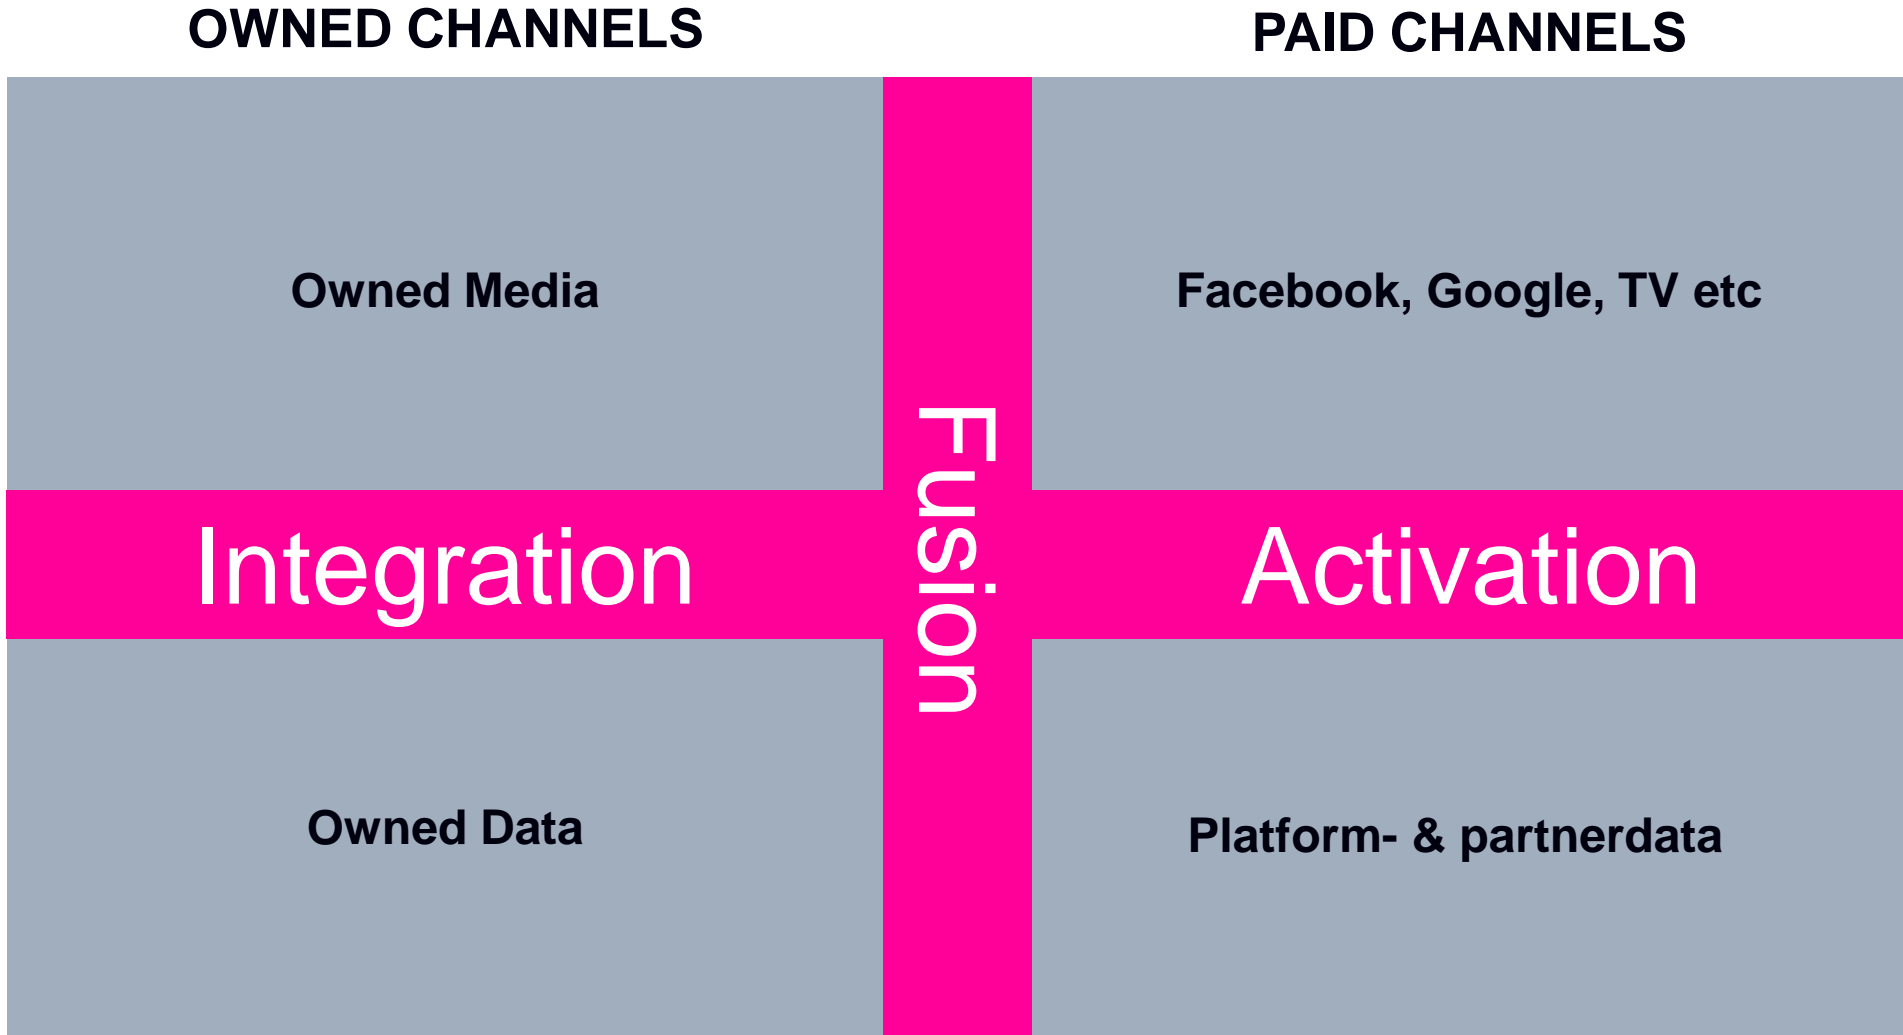 OWNED CHANNELS
PAID CHANNELS
Owned Media
Facebook, Google, TV etc
Integration
Fusion
Activation
Owned Data
Platform- & partnerdata